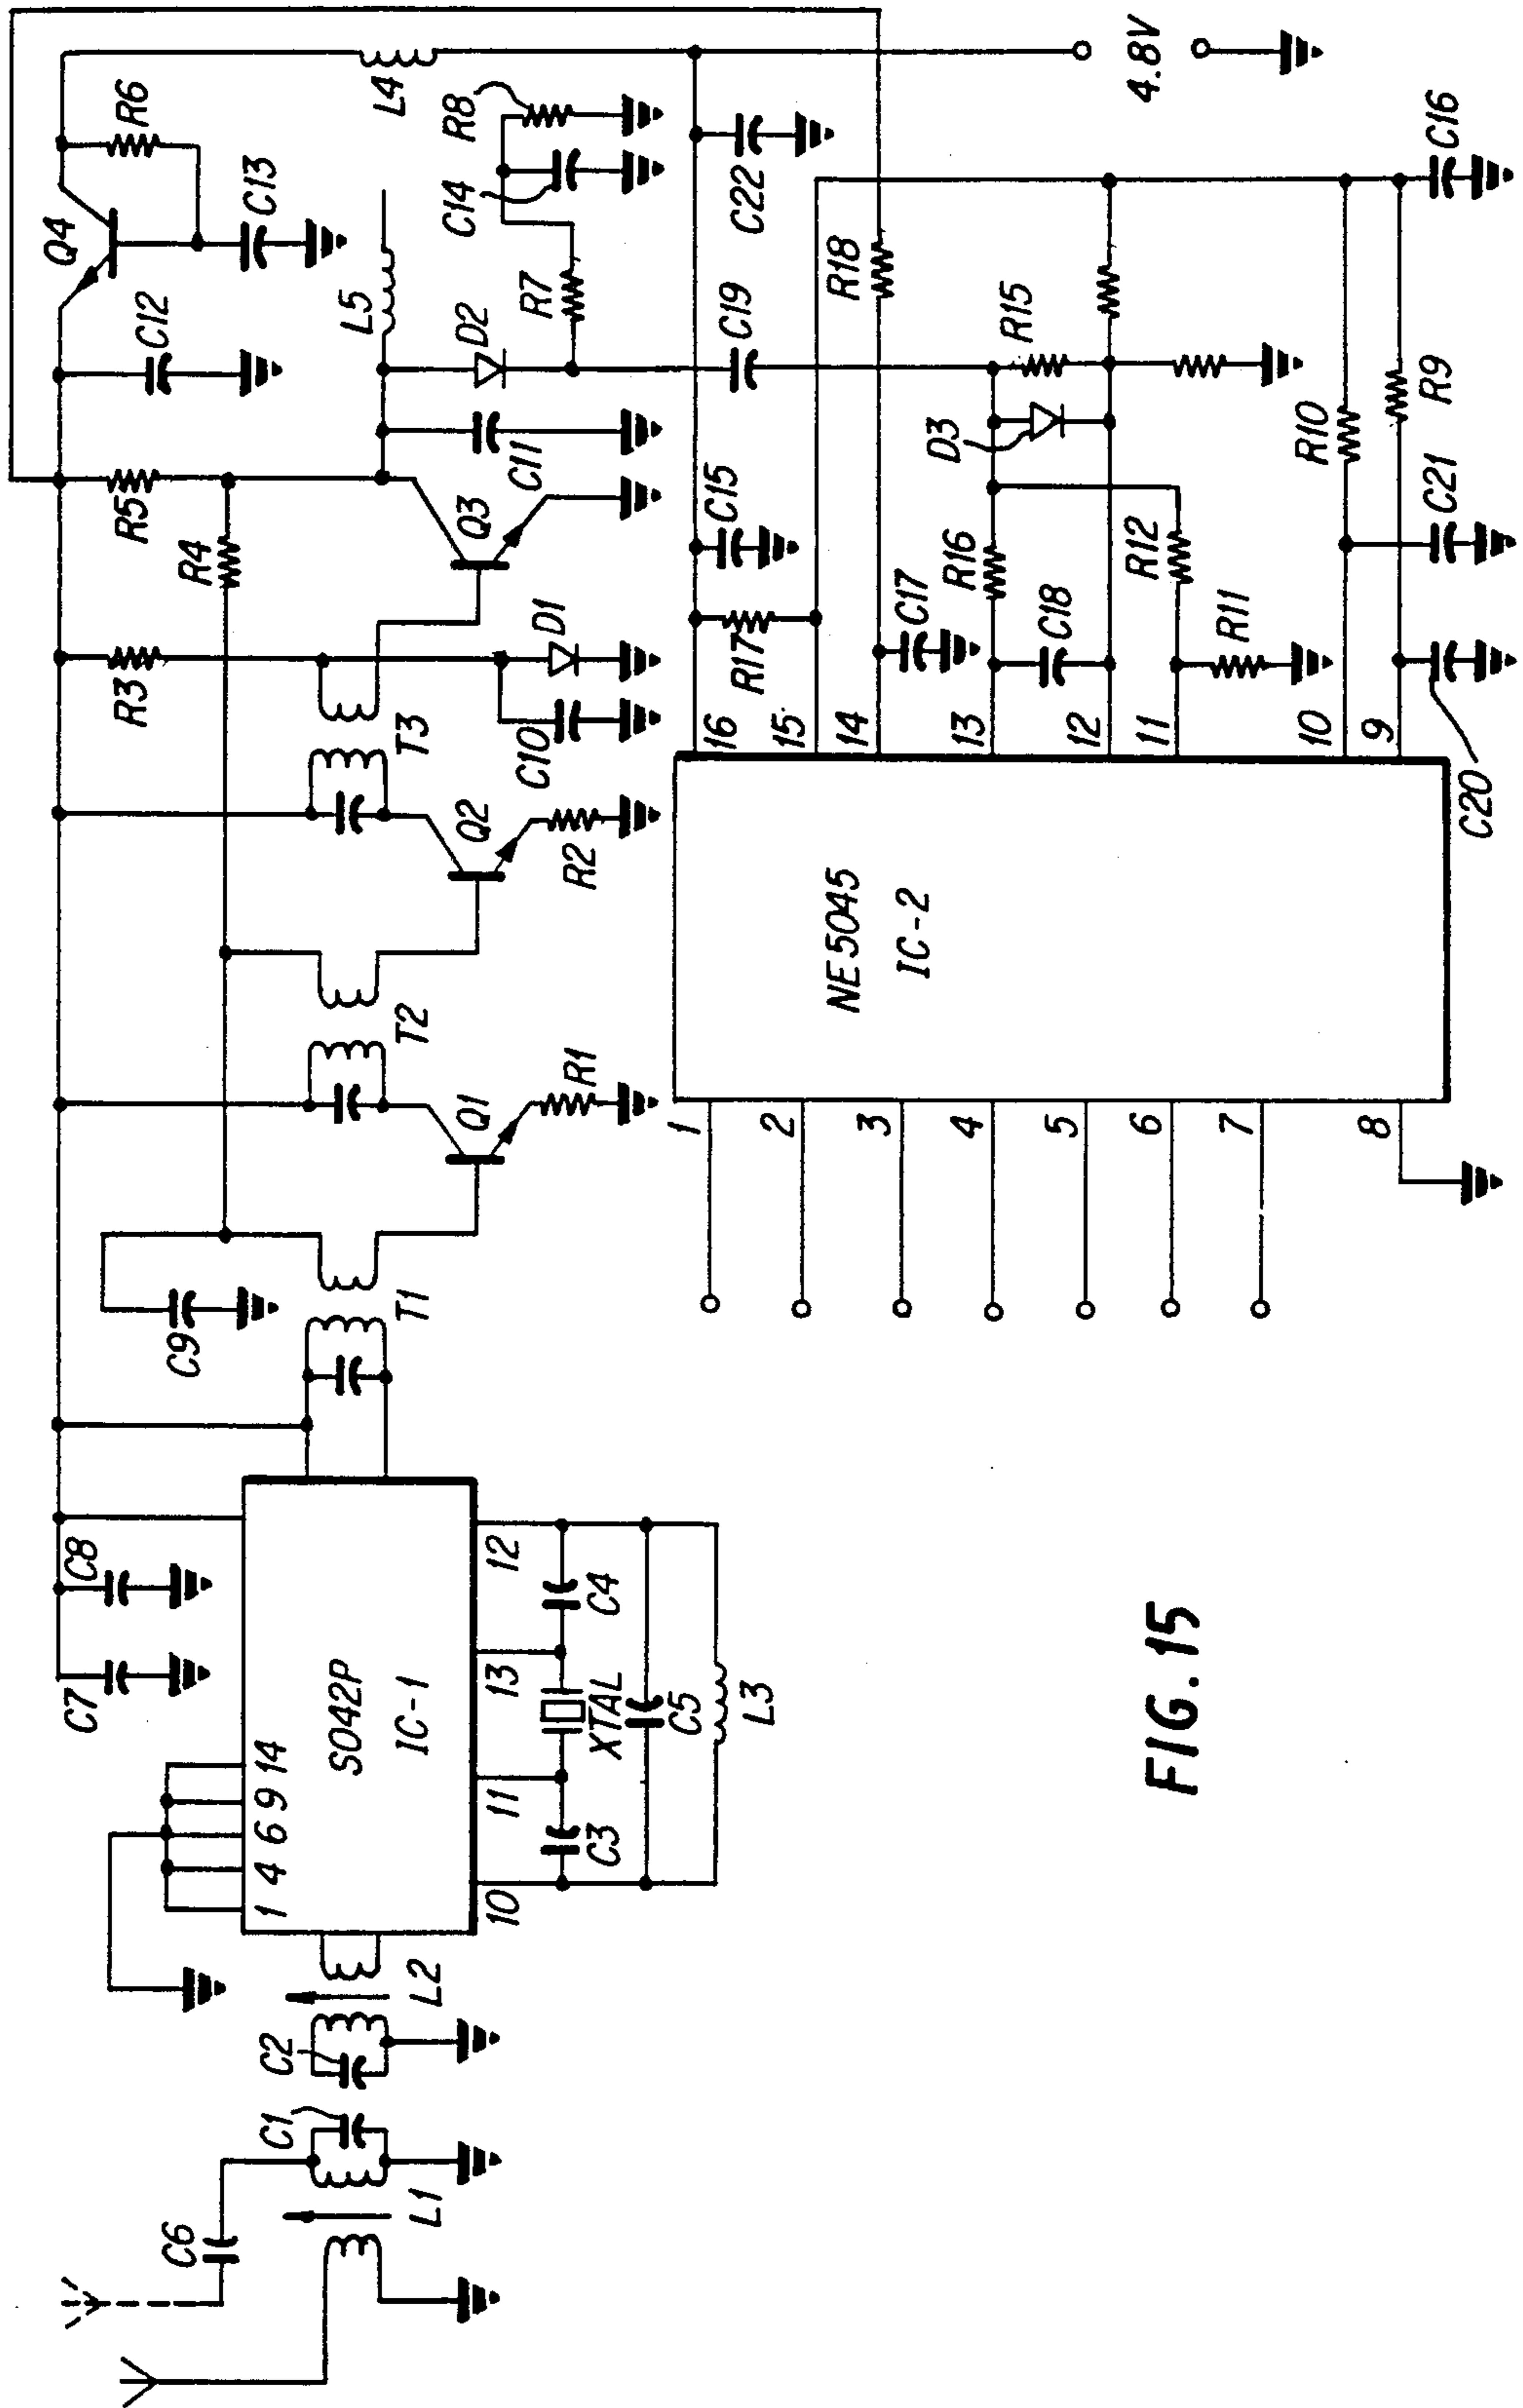 C6
L1
C1
C2
L2
1 4 6 9 14
SO42P
IC-1
10
11
13
12
C3
XTAL
C4
C5
L3
C7
C8
C9
T1
Q1
R1
T2
Q2
R2
T3
R3
C10
D1
R4
R5
Q3
C11
C12
Q4
R6
C13
L5
D2
R7
C14
R8
L4
4.8V
C22
C15
C19
R17
R18
C17
R16
R15
D3
C18
R12
R11
R10
R9
C21
C20
C16
NE5045
IC-2
1
2
3
4
5
6
7
8
16
15
14
13
12
11
10
9
FIG. 15